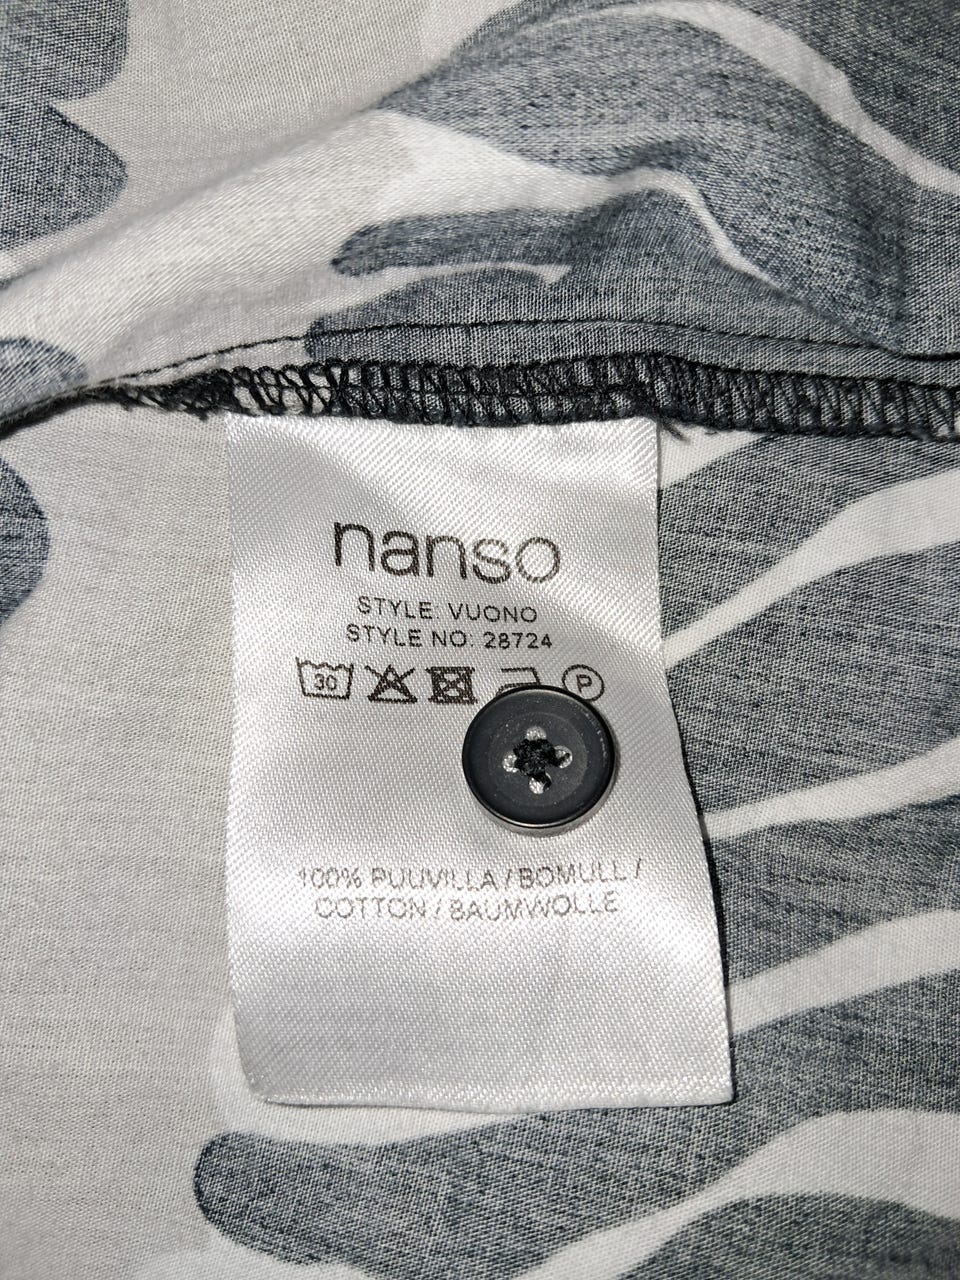 nanso
STYLE: VUONO
STYLE NO: 28724
30 P
100% PUUVILLA / BOMULL /
COTTON / BAUMWOLLE